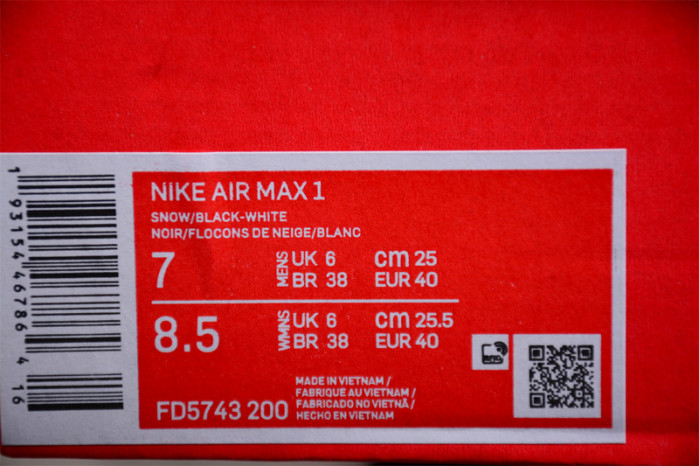 NIKE AIR MAX 1
SNOW/BLACK-WHITE
NOIR/FLOCONS DE NEIGE/BLANC
7 MENS UK 6 cm 25
BR 38 EUR 40
8.5 WMNS UK 6 cm 25.5
BR 38 EUR 40
MADE IN VIETNAM /
FABRIQUE AU VIETNAM /
FABRICADO NO VIETNÃ /
HECHO EN VIETNAM
FD5743 200
1 93154 46786 4 16